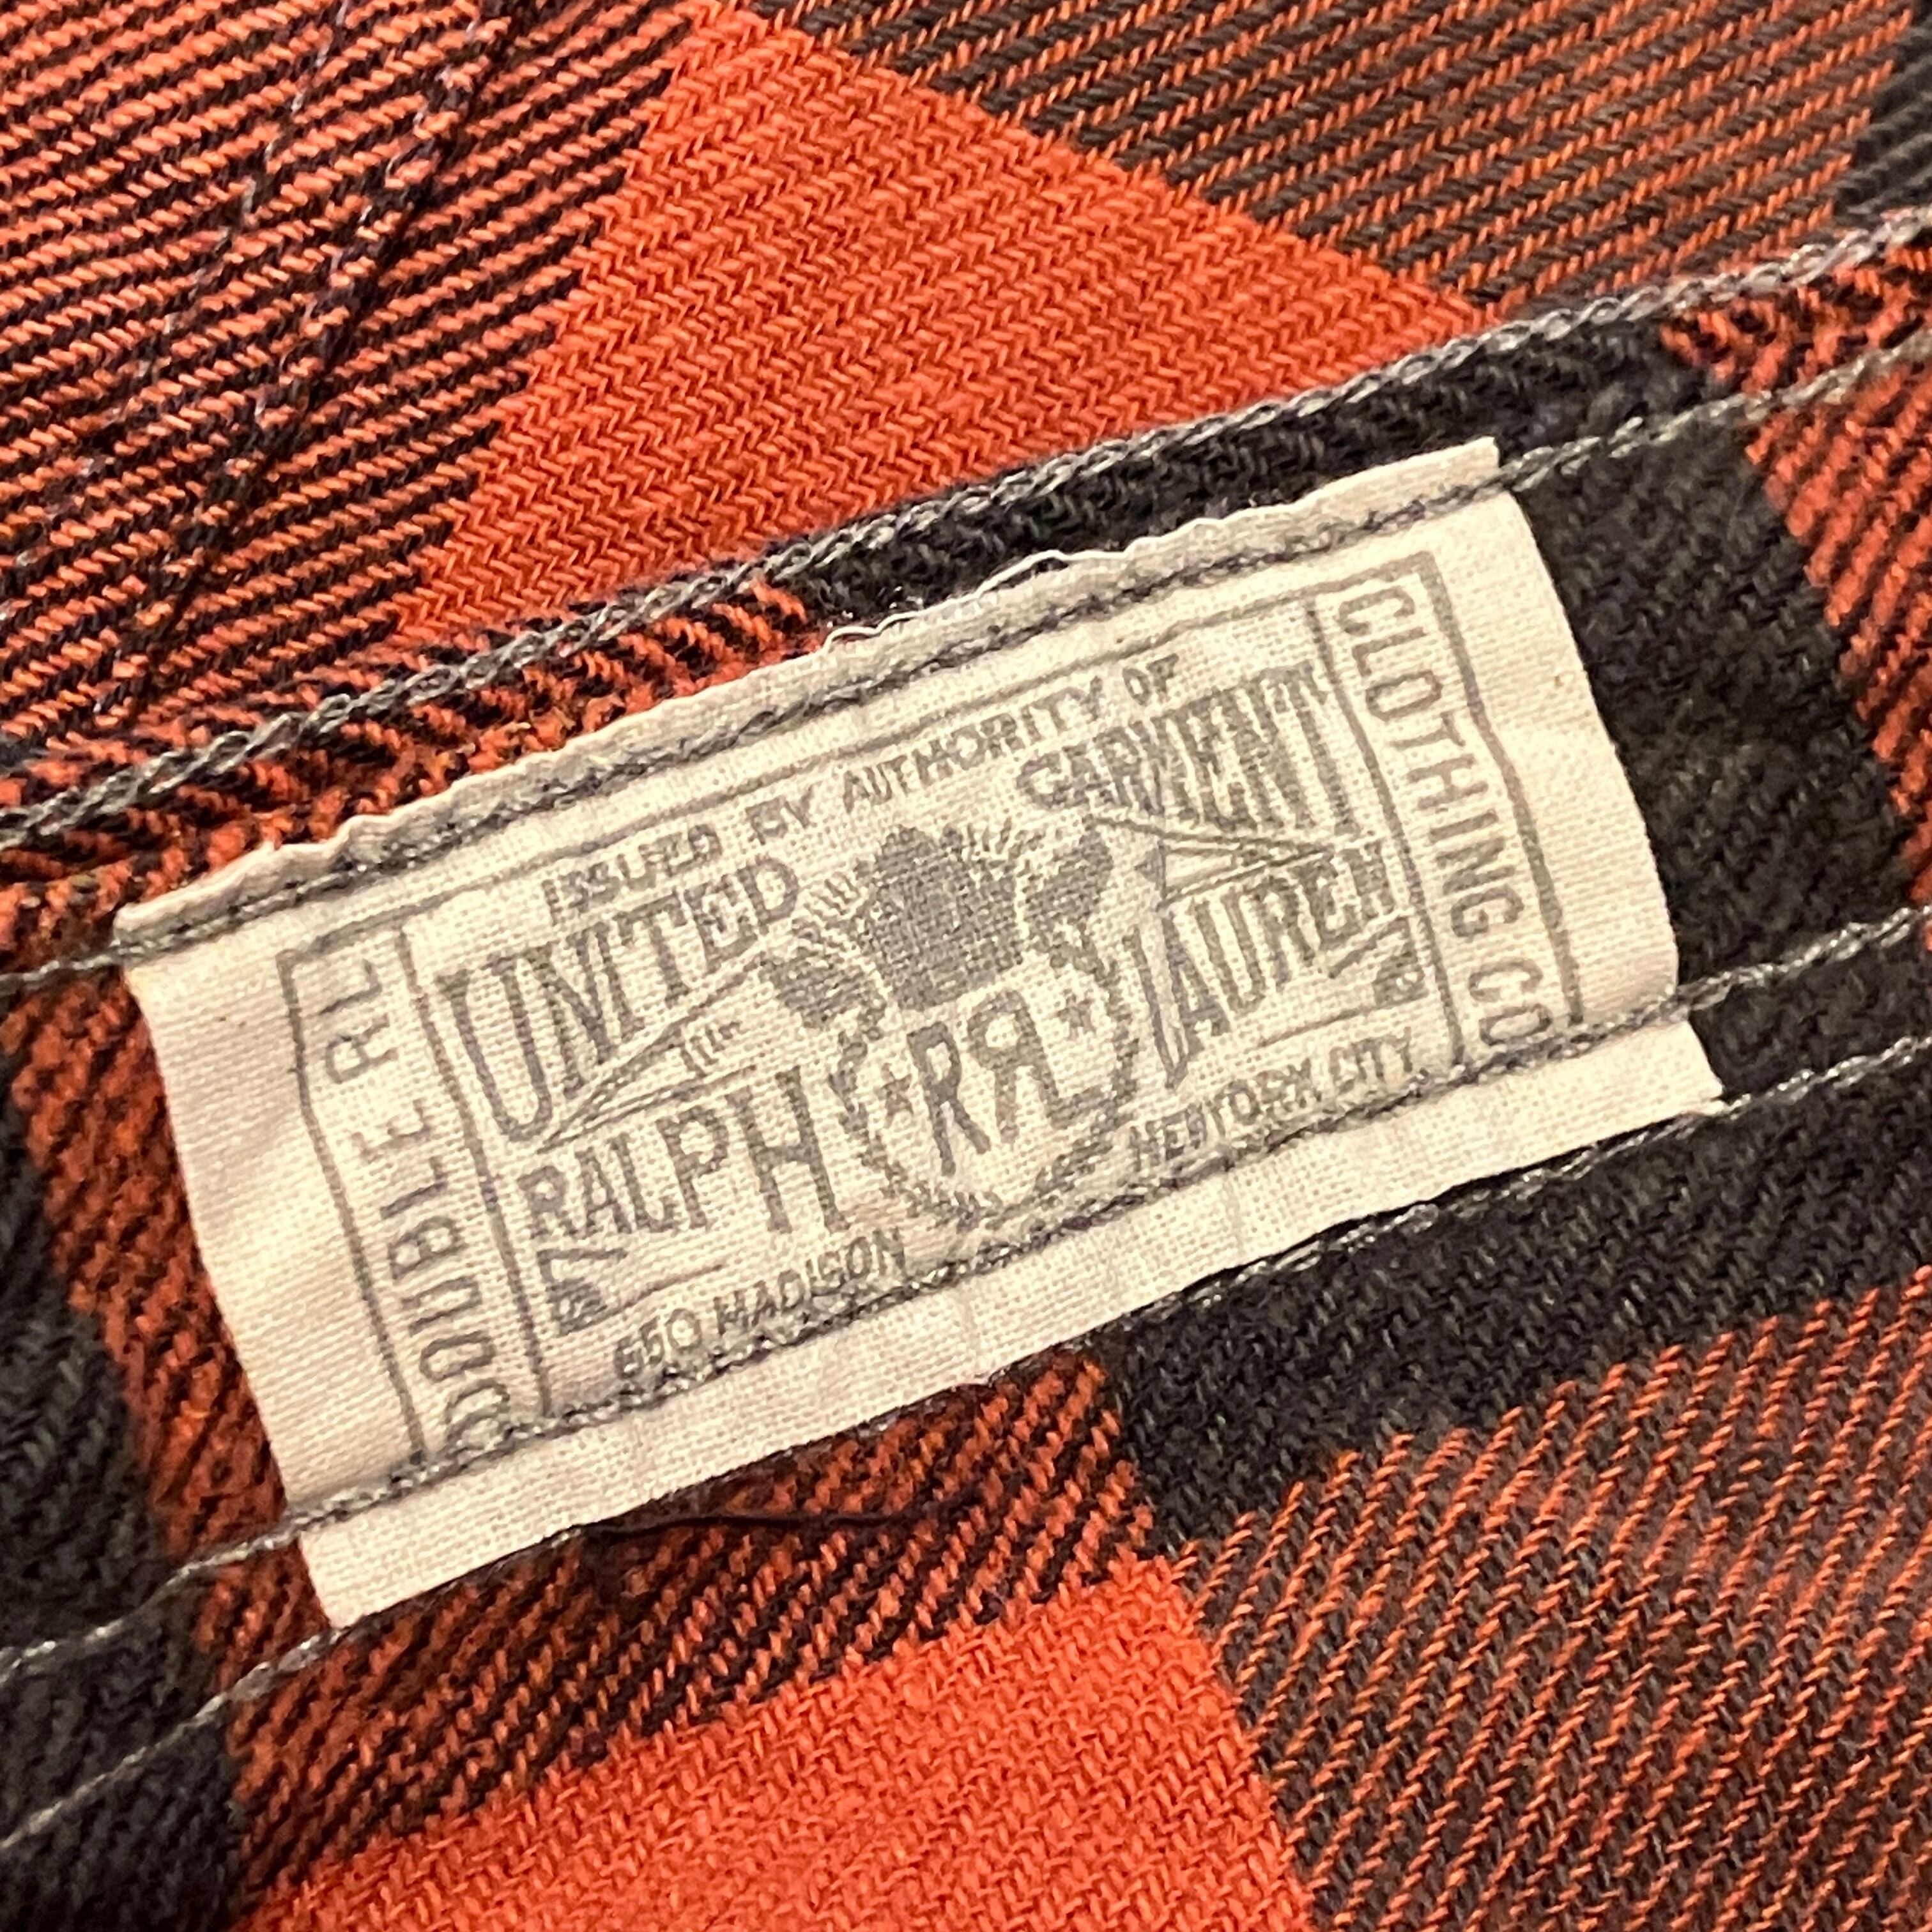 ISSUED BY AUTHORITY OF
UNITED GARMENT
RALPH RRL LAUREN
650 MADISON NEW YORK CITY
DOUBLE RL
CLOTHING CO